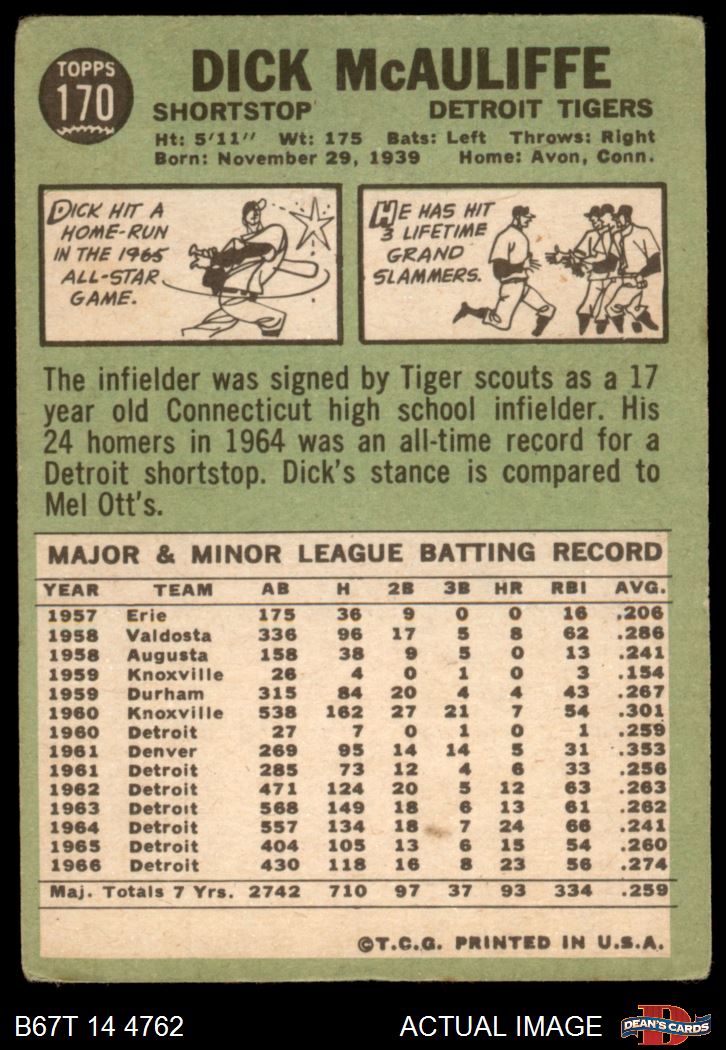 TOPPS
170
DICK McAULIFFE
SHORTSTOP DETROIT TIGERS
Ht: 5'11" Wt: 175 Bats: Left Throws: Right
Born: November 29, 1939 Home: Avon, Conn.
DICK HIT A
HOME-RUN
IN THE 1965
ALL-STAR
GAME.
HE HAS HIT
3 LIFETIME
GRAND
SLAMMERS.
The infielder was signed by Tiger scouts as a 17
year old Connecticut high school infielder. His
24 homers in 1964 was an all-time record for a
Detroit shortstop. Dick's stance is compared to
Mel Ott's.
MAJOR & MINOR LEAGUE BATTING RECORD
YEAR TEAM AB H 2B 3B HR RBI AVG.
1957 Erie 175 36 9 0 0 16 .206
1958 Valdosta 336 96 17 5 8 62 .286
1958 Augusta 158 38 9 5 0 13 .241
1959 Knoxville 26 4 0 1 0 3 .154
1959 Durham 315 84 20 4 4 43 .267
1960 Knoxville 538 162 27 21 7 54 .301
1960 Detroit 27 7 0 1 0 1 .259
1961 Denver 269 95 14 14 5 31 .353
1961 Detroit 285 73 12 4 6 33 .256
1962 Detroit 471 124 20 5 12 63 .263
1963 Detroit 568 149 18 6 13 61 .262
1964 Detroit 557 134 18 7 24 66 .241
1965 Detroit 404 105 13 6 15 54 .260
1966 Detroit 430 118 16 8 23 56 .274
Maj. Totals 7 Yrs. 2742 710 97 37 93 334 .259
©T.C.G. PRINTED IN U.S.A.
B67T 14 4762 ACTUAL IMAGE
D
DEAN'S CARDS